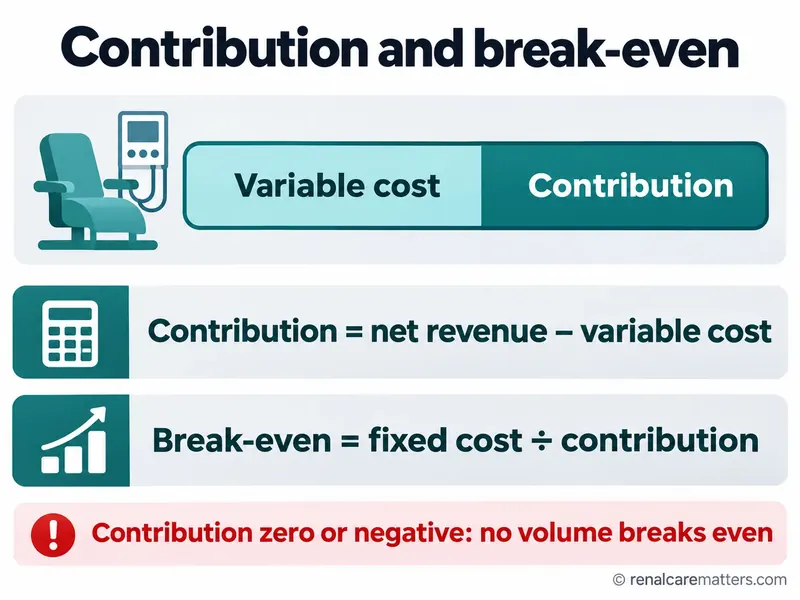 Contribution and break-even
Variable cost
Contribution
Contribution = net revenue – variable cost
Break-even = fixed cost ÷ contribution
! Contribution zero or negative: no volume breaks even
© renalcarematters.com